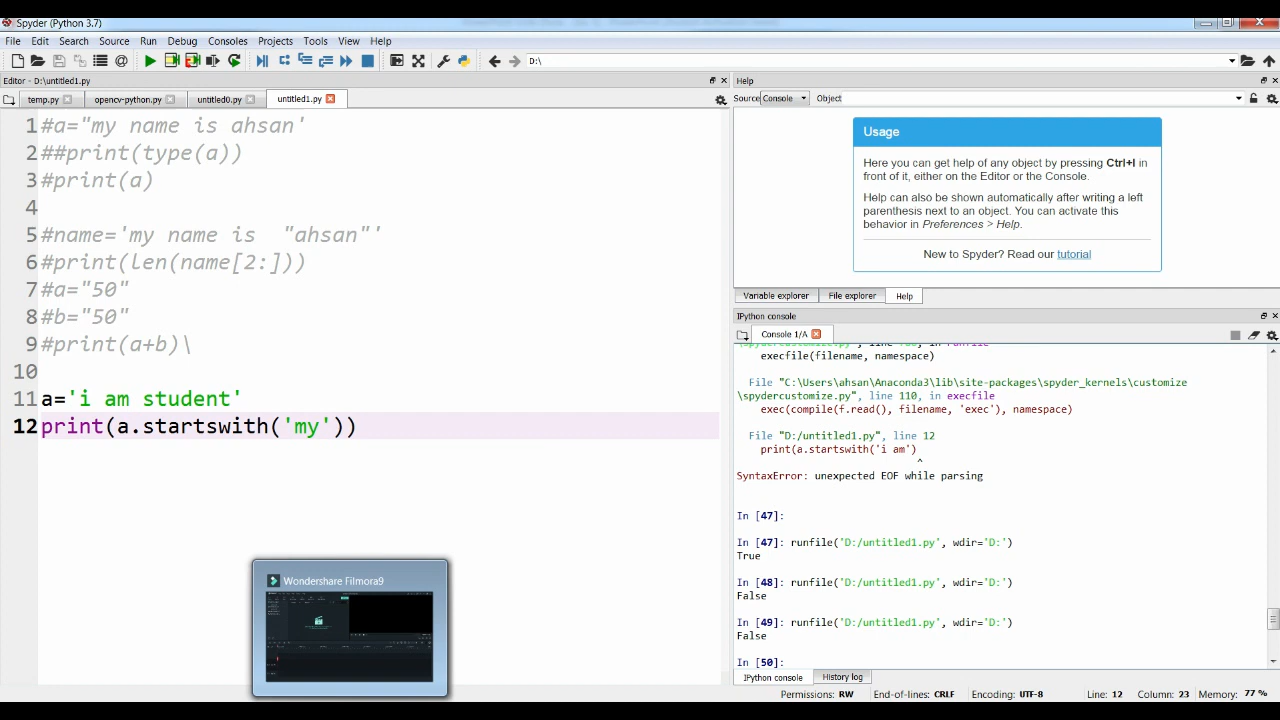 Spyder (Python 3.7)
File Edit Search Source Run Debug Consoles Projects Tools View Help
D:\
Editor - D:\untitled1.py
temp.py opencv-python.py untitled0.py untitled1.py
1 #a="my name is ahsan'
2 ##print(type(a))
3 #print(a)
4
5 #name='my name is  "ahsan"'
6 #print(len(name[2:]))
7 #a="50"
8 #b="50"
9 #print(a+b)\
10
11 a='i am student'
12 print(a.startswith('my'))
Wondershare Filmora9
Help
Source Console Object
Usage
Here you can get help of any object by pressing Ctrl+I in
front of it, either on the Editor or the Console.
Help can also be shown automatically after writing a left
parenthesis next to an object. You can activate this
behavior in Preferences > Help.
New to Spyder? Read our tutorial
Variable explorer File explorer Help
IPython console
Console 1/A
execfile(filename, namespace)
File "C:\Users\ahsan\Anaconda3\lib\site-packages\spyder_kernels\customize
\spydercustomize.py", line 110, in execfile
exec(compile(f.read(), filename, 'exec'), namespace)
File "D:/untitled1.py", line 12
print(a.startswith('i am')
^
SyntaxError: unexpected EOF while parsing
In [47]:
In [47]: runfile('D:/untitled1.py', wdir='D:')
True
In [48]: runfile('D:/untitled1.py', wdir='D:')
False
In [49]: runfile('D:/untitled1.py', wdir='D:')
False
In [50]:
IPython console History log
Permissions: RW End-of-lines: CRLF Encoding: UTF-8 Line: 12 Column: 23 Memory: 77 %